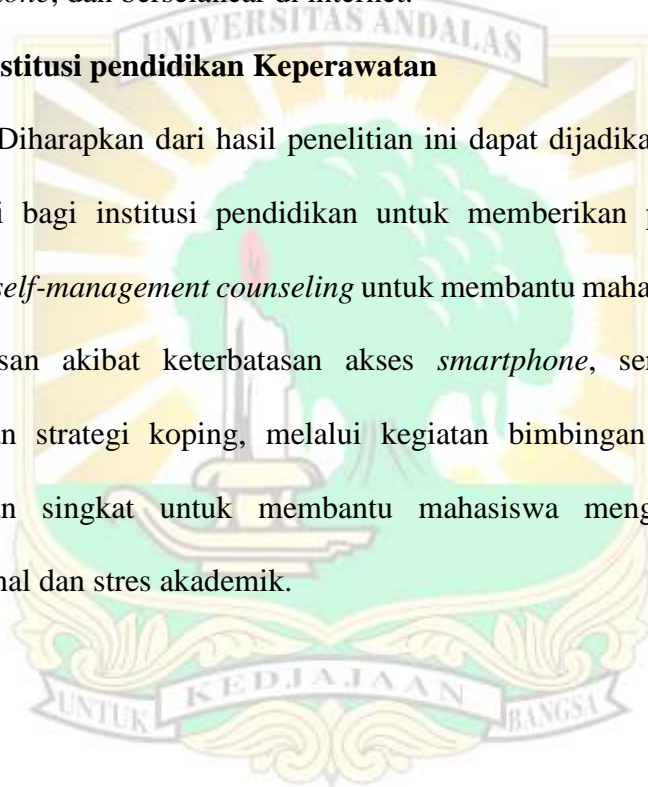 one, dan berselancar di internet.
UNIVERSITAS ANDALAS
stitusi pendidikan Keperawatan
Diharapkan dari hasil penelitian ini dapat dijadika
i bagi institusi pendidikan untuk memberikan p
self-management counseling untuk membantu maha
san akibat keterbatasan akses smartphone, ser
n strategi koping, melalui kegiatan bimbingan
n singkat untuk membantu mahasiswa meng
nal dan stres akademik.
UNTUK KEDJAJAAN BANGSA